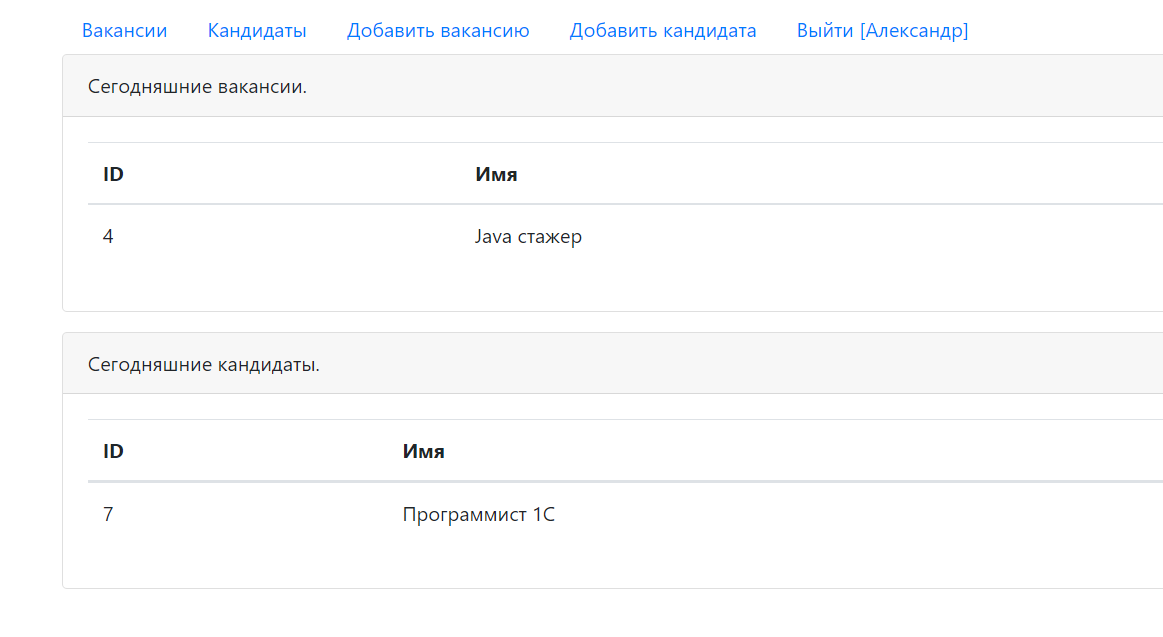 Вакансии Кандидаты Добавить вакансию Добавить кандидата Выйти [Александр]
Сегодняшние вакансии.
ID Имя
4 Java стажер
Сегодняшние кандидаты.
ID Имя
7 Программист 1С